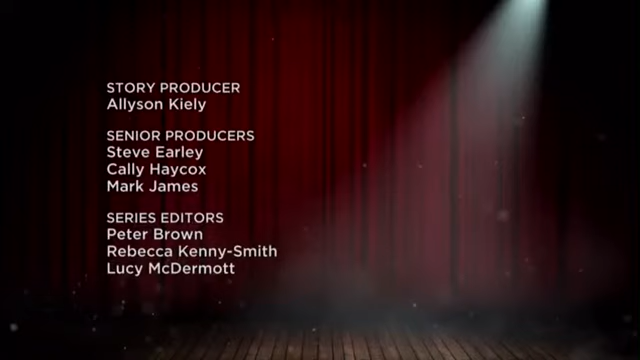 STORY PRODUCER
Allyson Kiely
SENIOR PRODUCERS
Steve Earley
Cally Haycox
Mark James
SERIES EDITORS
Peter Brown
Rebecca Kenny-Smith
Lucy McDermott